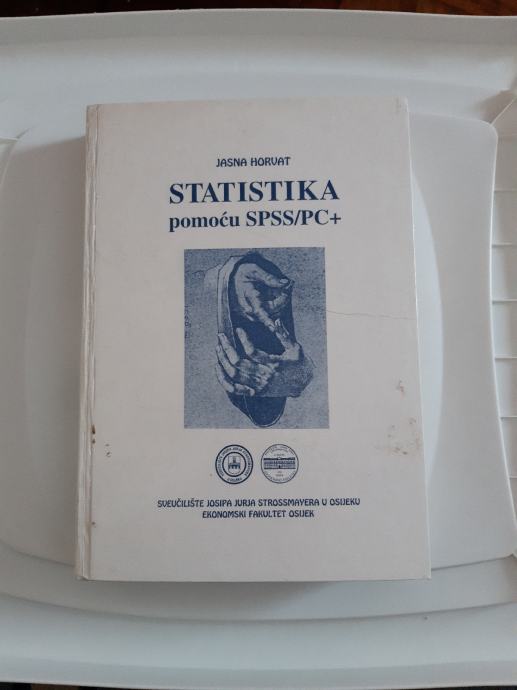 JASNA HORVAT
STATISTIKA
pomoću SPSS/PC+
SVEUČILIŠTE JOSIPA JURJA STROSSMAYERA U OSIJEKU
EKONOMSKI FAKULTET OSIJEK